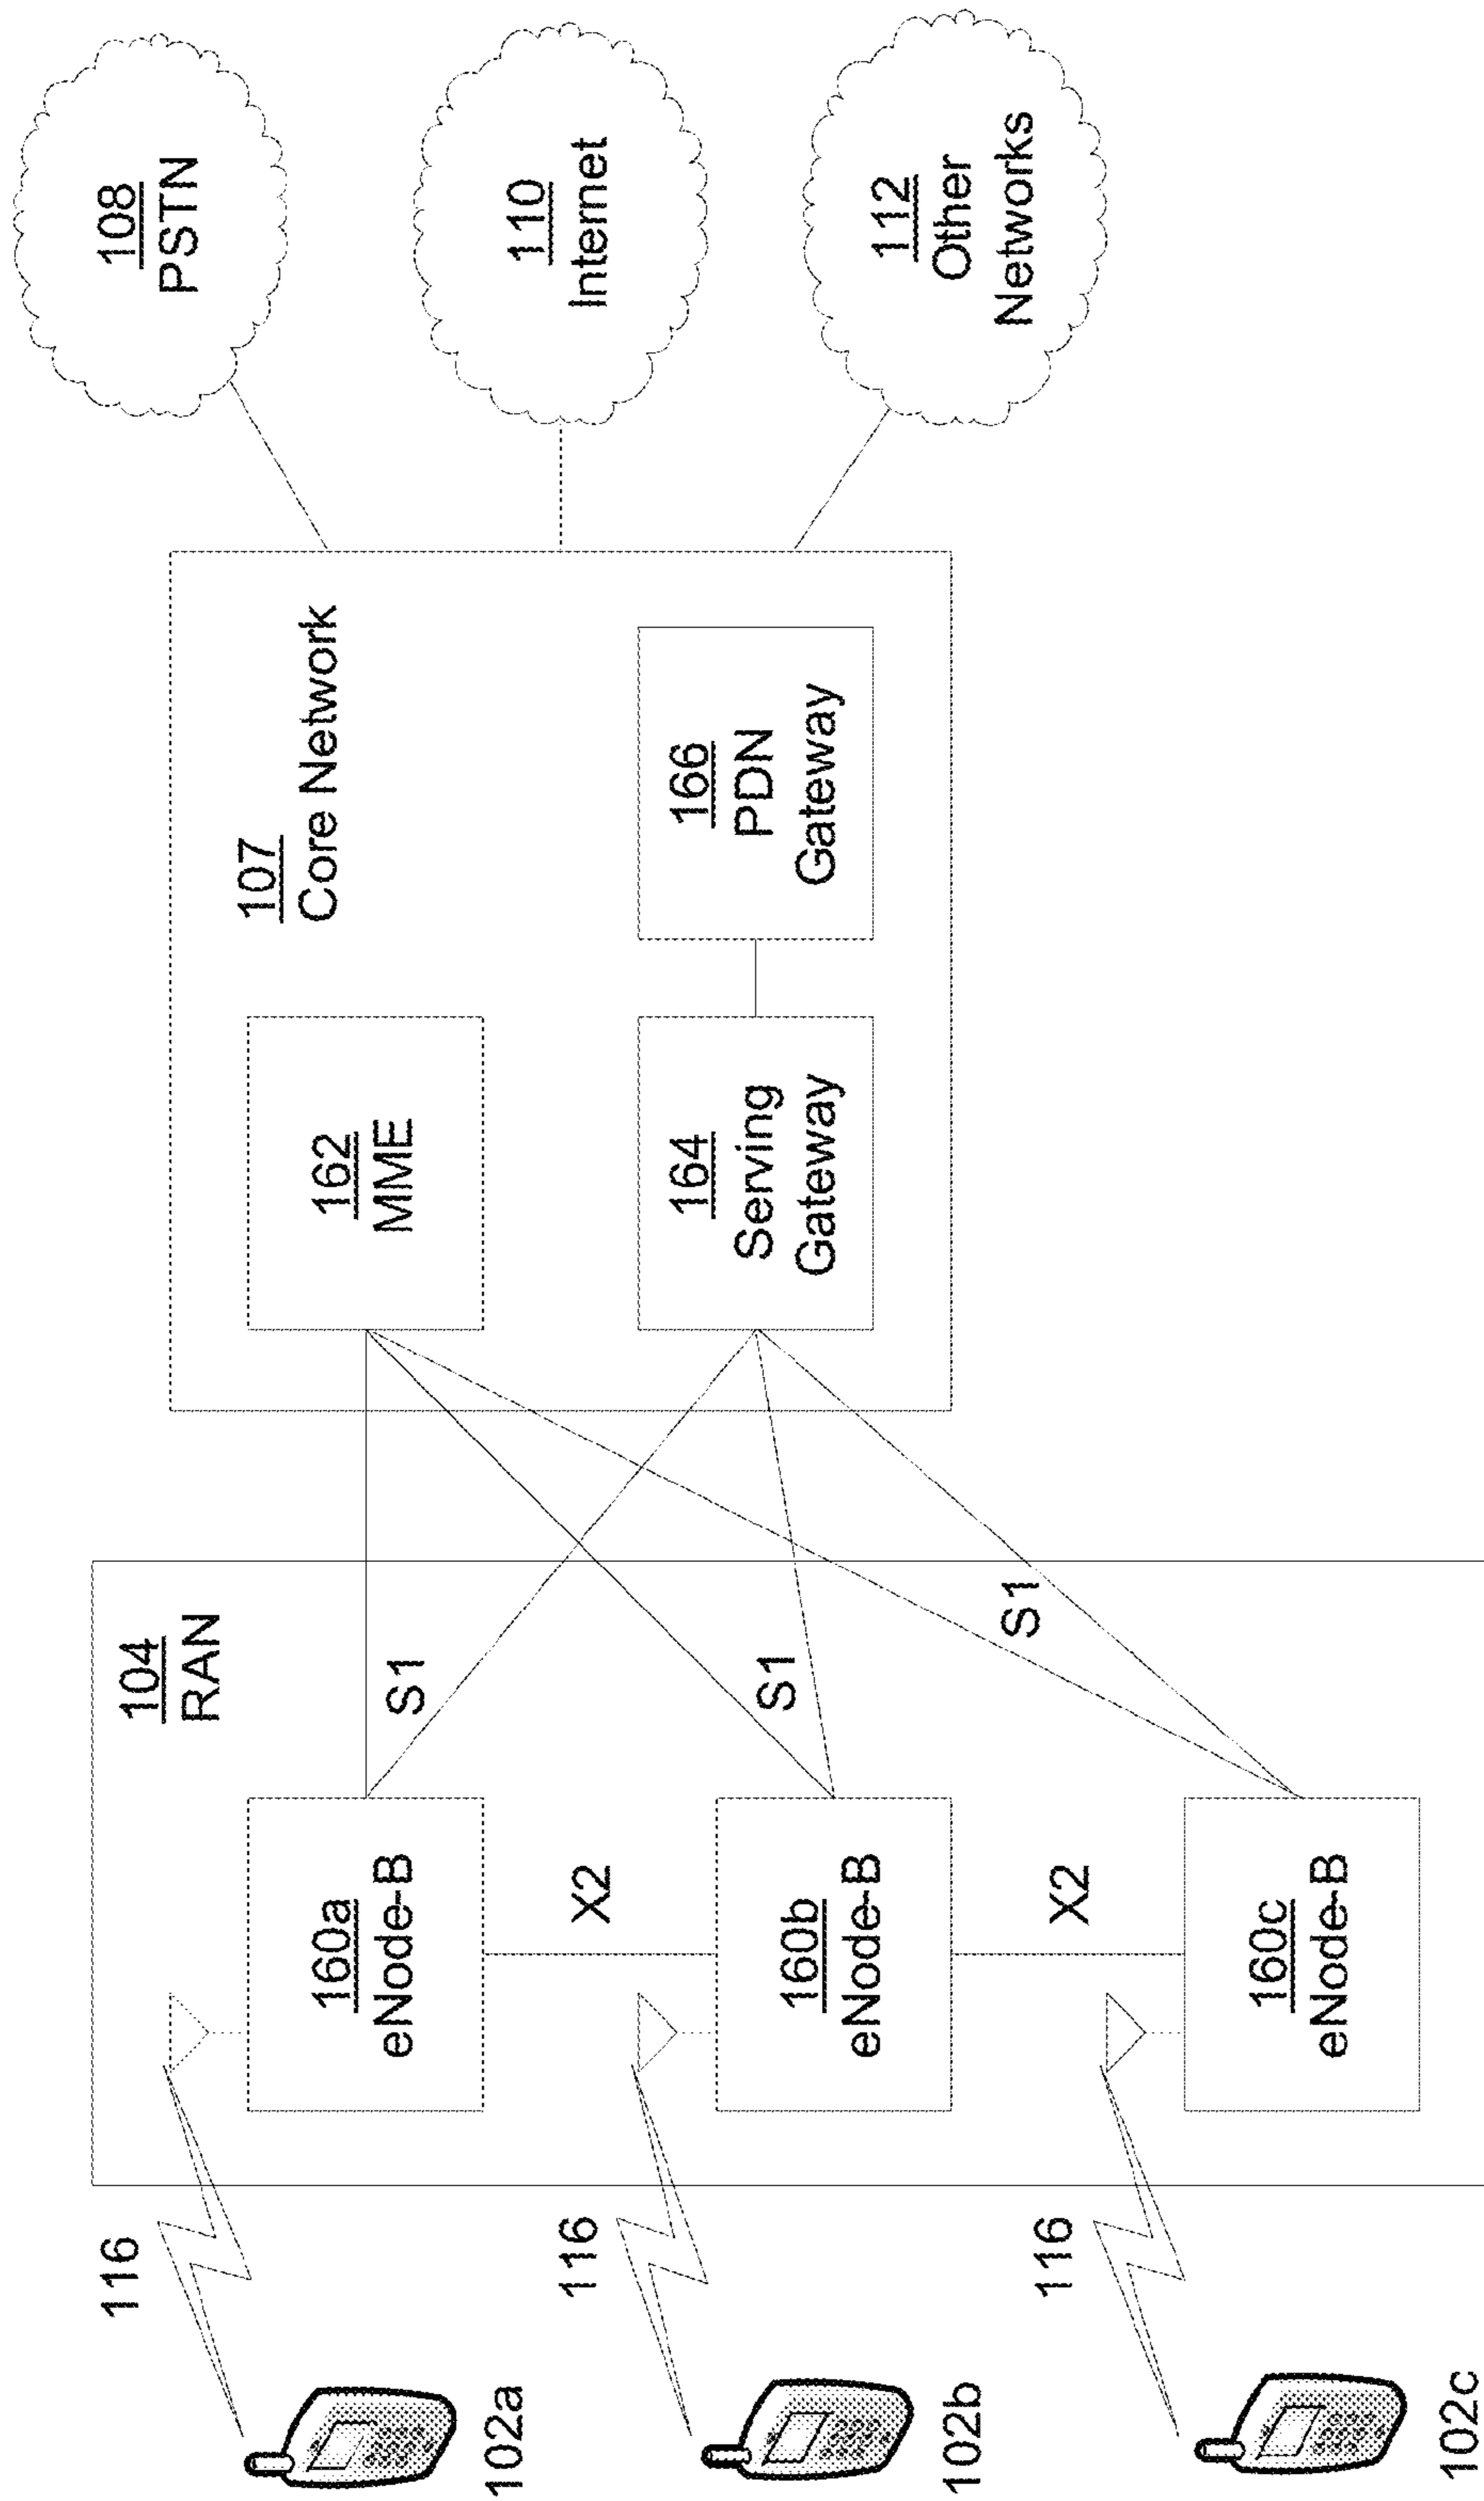 116
102a
116
102b
116
102c
104
RAN
160a
eNode-B
X2
160b
eNode-B
X2
160c
eNode-B
S1
S1
S1
107
Core Network
162
MME
164
Serving
Gateway
166
PDN
Gateway
108
PSTN
110
Internet
112
Other
Networks